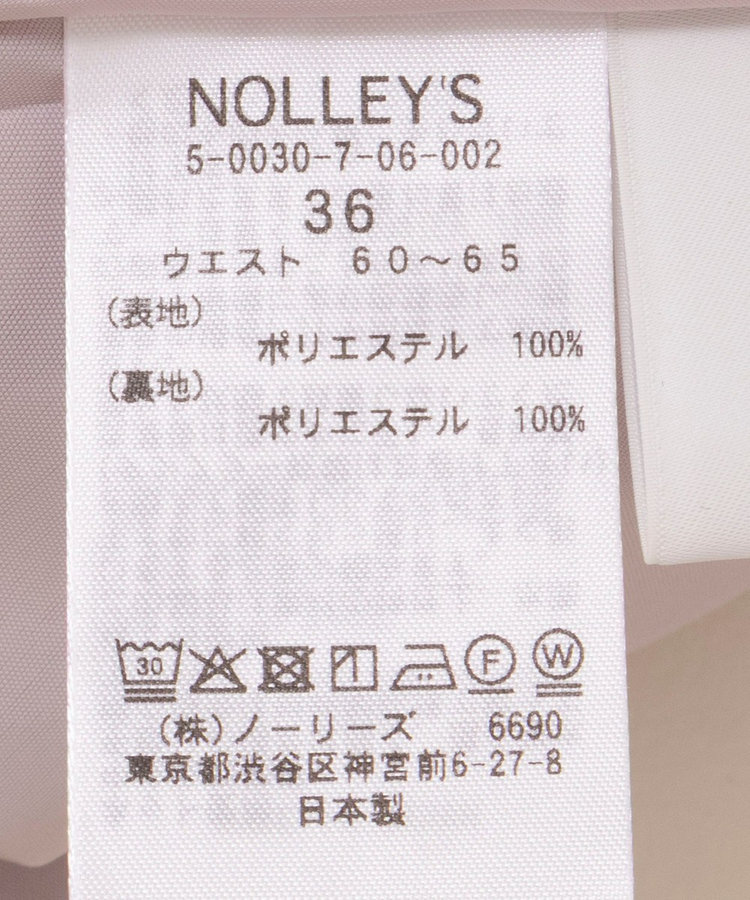 NOLLEY'S
5-0030-7-06-002
36
ウエスト　60〜65
(表地)
ポリエステル　100%
(裏地)
ポリエステル　100%
30 F W
(株)ノーリーズ　6690
東京都渋谷区神宮前6-27-8
日本製